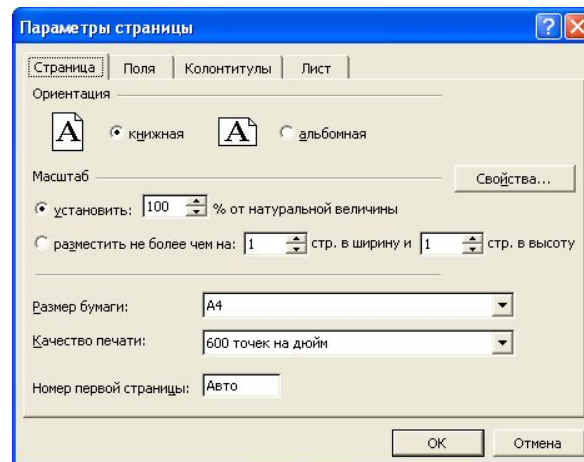 Параметры страницы
Страница Поля Колонтитулы Лист
Ориентация
A книжная A альбомная
Масштаб
Свойства...
установить: 100 % от натуральной величины
разместить не более чем на: 1 стр. в ширину и 1 стр. в высоту
Размер бумаги: A4
Качество печати: 600 точек на дюйм
Номер первой страницы: Авто
ОК Отмена